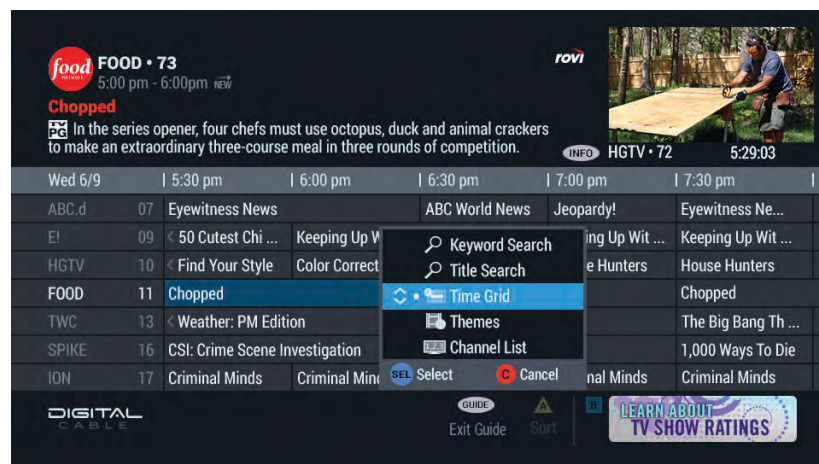 food network
FOOD • 73
5:00 pm - 6:00pm NEW
rovi
Chopped
TV PG In the series opener, four chefs must use octopus, duck and animal crackers
to make an extraordinary three-course meal in three rounds of competition.
INFO HGTV • 72 5:29:03
Wed 6/9 5:30 pm 6:00 pm 6:30 pm 7:00 pm 7:30 pm
ABC.d 07 Eyewitness News ABC World News Jeopardy! Eyewitness Ne...
E! 09 < 50 Cutest Chi ... Keeping Up W ing Up Wit ... Keeping Up Wit ...
Keyword Search
HGTV 10 < Find Your Style Color Correct e Hunters House Hunters
Title Search
FOOD 11 Chopped Time Grid Chopped
TWC 13 < Weather: PM Edition Themes The Big Bang Th ...
SPIKE 16 CSI: Crime Scene Investigation 1,2,3 Channel List 1,000 Ways To Die
ION 17 Criminal Minds Criminal Mind SEL Select C Cancel nal Minds Criminal Minds
DIGITAL
CABLE
GUIDE A B
Exit Guide Sort
LEARN ABOUT
TV SHOW RATINGS